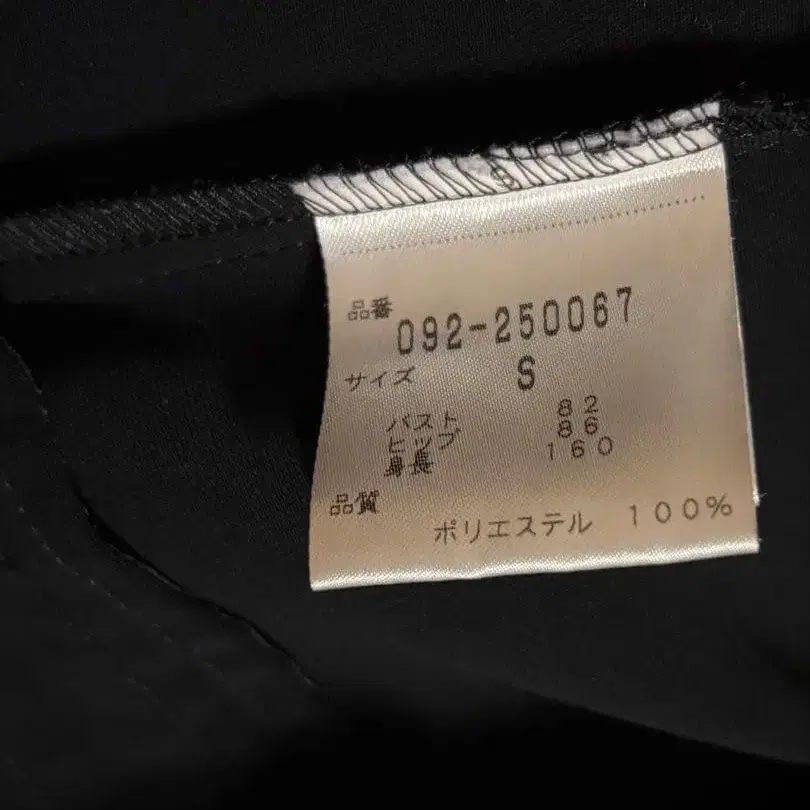 品番 092-250067
サイズ S
バスト 82
ヒップ 86
身長 160
品質
ポリエステル 100%